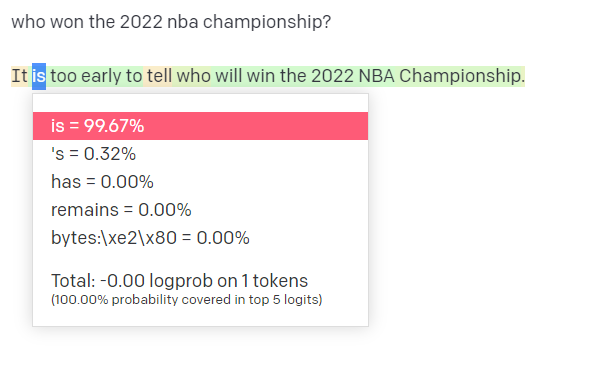 who won the 2022 nba championship?
It is too early to tell who will win the 2022 NBA Championship.
is = 99.67%
's = 0.32%
has = 0.00%
remains = 0.00%
bytes:\xe2\x80 = 0.00%
Total: -0.00 logprob on 1 tokens
(100.00% probability covered in top 5 logits)